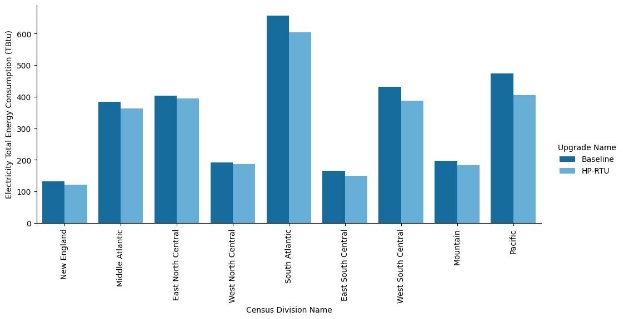 Electricity Total Energy Consumption (TBtu)
600
500
400
300
200
100
0
New England
Middle Atlantic
East North Central
West North Central
South Atlantic
East South Central
West South Central
Mountain
Pacific
Census Division Name
Upgrade Name
Baseline
HP-RTU